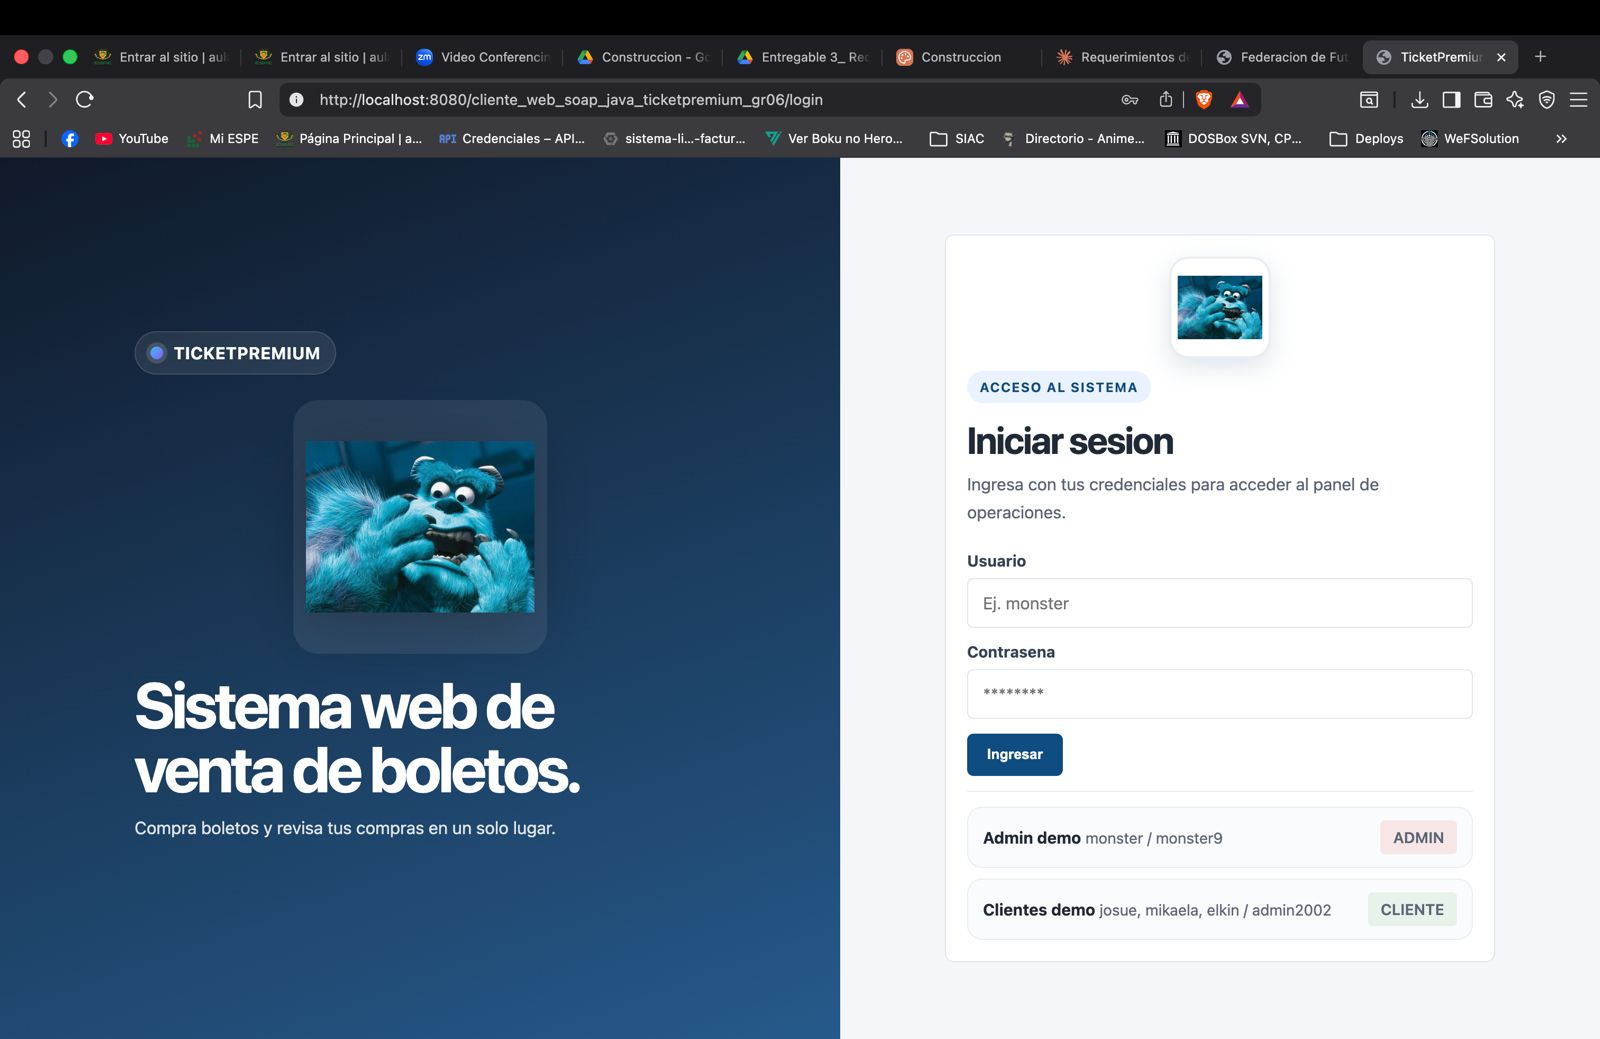 Entrar al sitio | aul
Entrar al sitio | aul
zm
Video Conferencin
Construccion - Go
Entregable 3_ Rec
Construccion
Requerimientos de
Federacion de Fut
TicketPremium
http://localhost:8080/cliente_web_soap_java_ticketpremium_gr06/login
YouTube
Mi ESPE
Página Principal | a...
API
Credenciales – API...
sistema-li...-factur...
Ver Boku no Hero...
SIAC
Directorio - Anime...
DOSBox SVN, CP...
Deploys
WeFSolution
TICKETPREMIUM
Sistema web de
venta de boletos.
Compra boletos y revisa tus compras en un solo lugar.
ACCESO AL SISTEMA
Iniciar sesion
Ingresa con tus credenciales para acceder al panel de
operaciones.
Usuario
Ej. monster
Contrasena
********
Ingresar
Admin demo monster / monster9
ADMIN
Clientes demo josue, mikaela, elkin / admin2002
CLIENTE